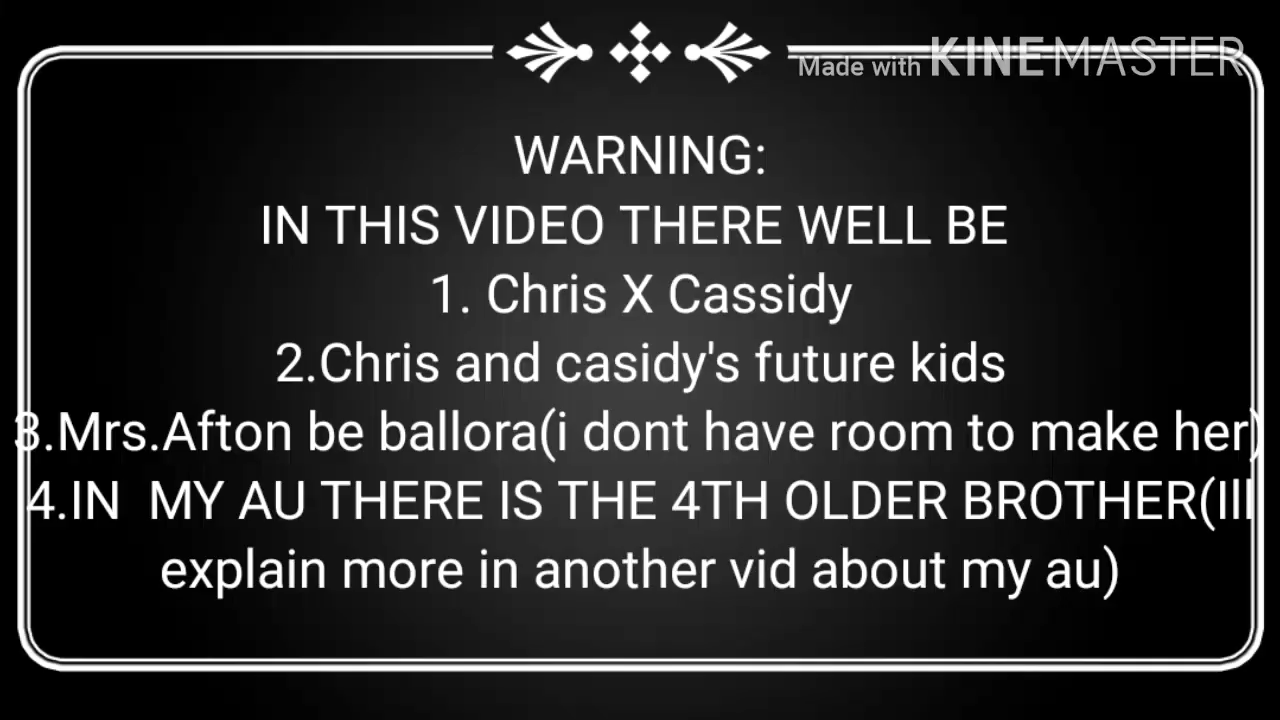 Made with KINEMASTER
WARNING:
IN THIS VIDEO THERE WELL BE
1. Chris X Cassidy
2.Chris and casidy's future kids
3.Mrs.Afton be ballora(i dont have room to make her)
4.IN  MY AU THERE IS THE 4TH OLDER BROTHER(Ill
explain more in another vid about my au)